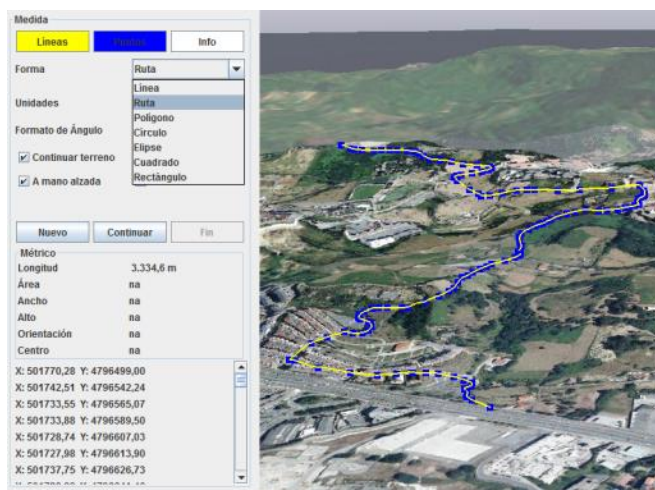 Medida
Líneas Puntos Info
Forma Ruta
Línea
Unidades Ruta
Polígono
Formato de Ángulo Círculo
Elipse
Continuar terreno Cuadrado
A mano alzada Rectángulo
Nuevo Continuar Fin
Métrico
Longitud 3.334,6 m
Área na
Ancho na
Alto na
Orientación na
Centro na
X: 501770,28 Y: 4796499,00
X: 501742,51 Y: 4796542,24
X: 501733,55 Y: 4796565,07
X: 501733,88 Y: 4796589,50
X: 501728,74 Y: 4796607,03
X: 501727,98 Y: 4796613,90
X: 501737,75 Y: 4796626,73